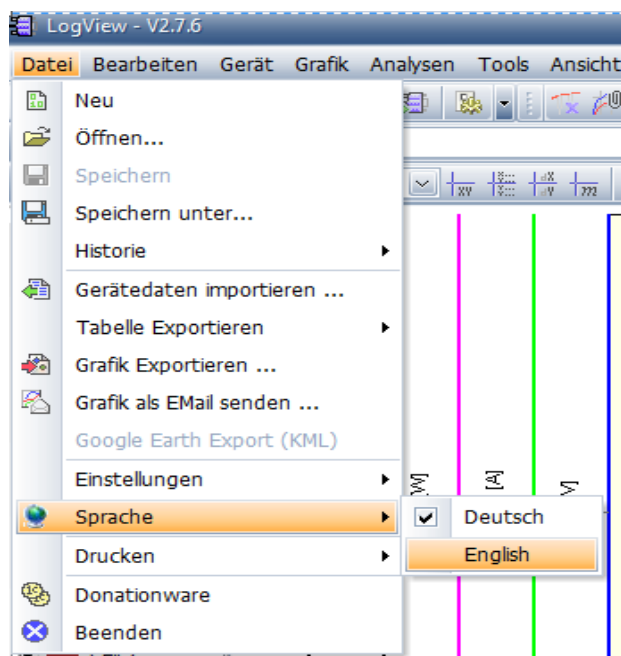 LogView - V2.7.6
Datei Bearbeiten Gerät Grafik Analysen Tools Ansicht
Neu
Öffnen...
Speichern
xy
m
Speichern unter...
Historie
Gerätedaten importieren ...
Tabelle Exportieren
Grafik Exportieren ...
Grafik als EMail senden ...
Google Earth Export (KML)
Einstellungen
[A]
Sprache
Deutsch
Drucken
English
Donationware
Beenden